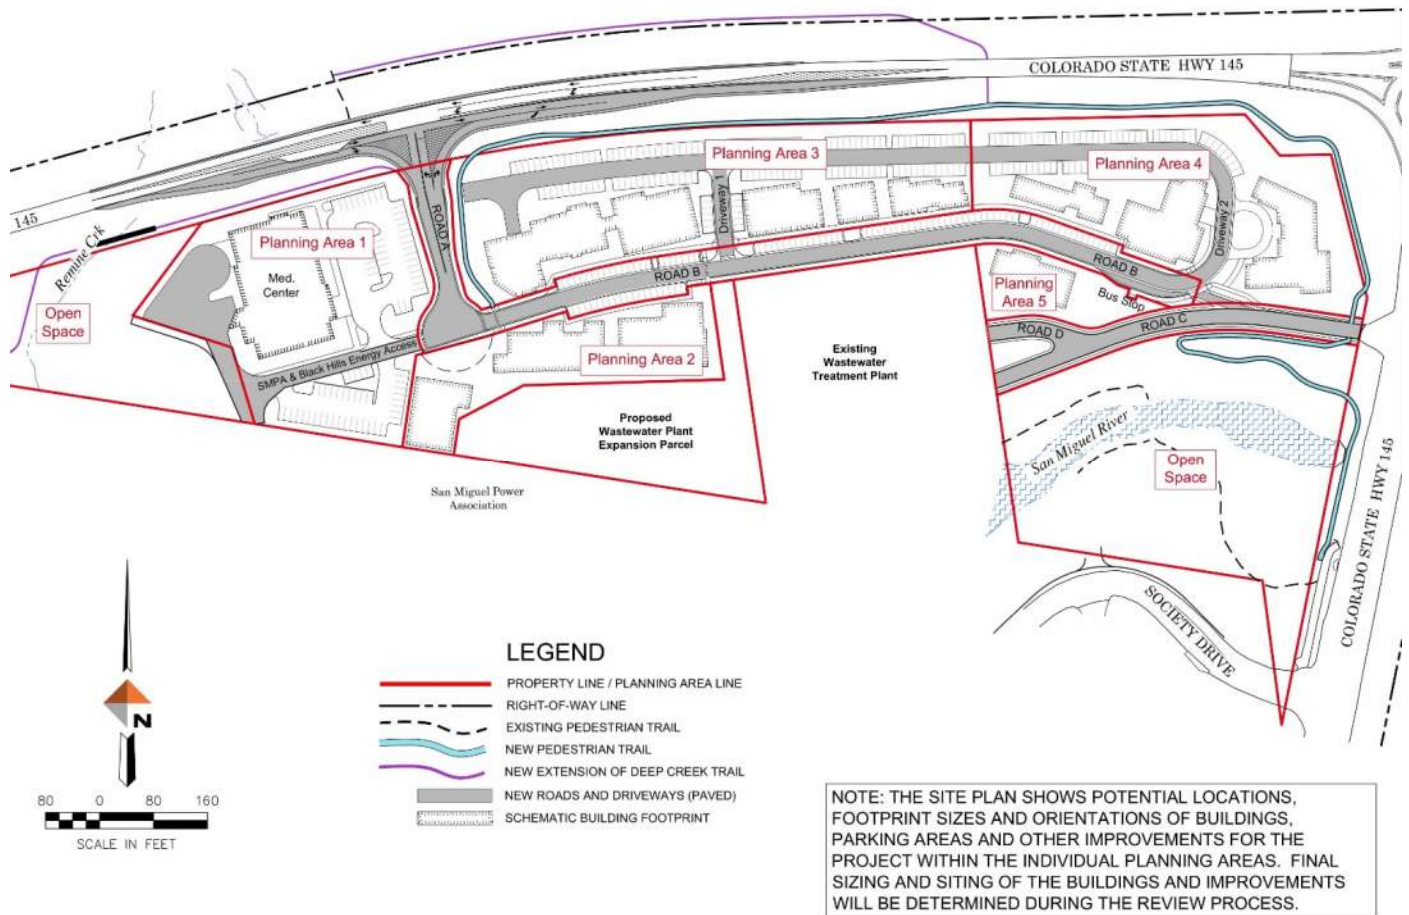 COLORADO STATE HWY 145
145
Remine Crk
Open
Space
Planning Area 1
Med.
Center
ROAD A
SMPA & Black Hills Energy Access
Planning Area 3
Driveway 1
Planning Area 4
Driveway 2
ROAD B
ROAD B
Planning
Area 5
Bus Stop
ROAD D
ROAD C
Planning Area 2
Existing
Wastewater
Treatment Plant
Proposed
Wastewater Plant
Expansion Parcel
San Miguel Power
Association
San Miguel River
Open
Space
COLORADO STATE HWY 145
SOCIETY DRIVE
N
80 0 80 160
SCALE IN FEET
LEGEND
PROPERTY LINE / PLANNING AREA LINE
RIGHT-OF-WAY LINE
EXISTING PEDESTRIAN TRAIL
NEW PEDESTRIAN TRAIL
NEW EXTENSION OF DEEP CREEK TRAIL
NEW ROADS AND DRIVEWAYS (PAVED)
SCHEMATIC BUILDING FOOTPRINT
NOTE: THE SITE PLAN SHOWS POTENTIAL LOCATIONS,
FOOTPRINT SIZES AND ORIENTATIONS OF BUILDINGS,
PARKING AREAS AND OTHER IMPROVEMENTS FOR THE
PROJECT WITHIN THE INDIVIDUAL PLANNING AREAS. FINAL
SIZING AND SITING OF THE BUILDINGS AND IMPROVEMENTS
WILL BE DETERMINED DURING THE REVIEW PROCESS.